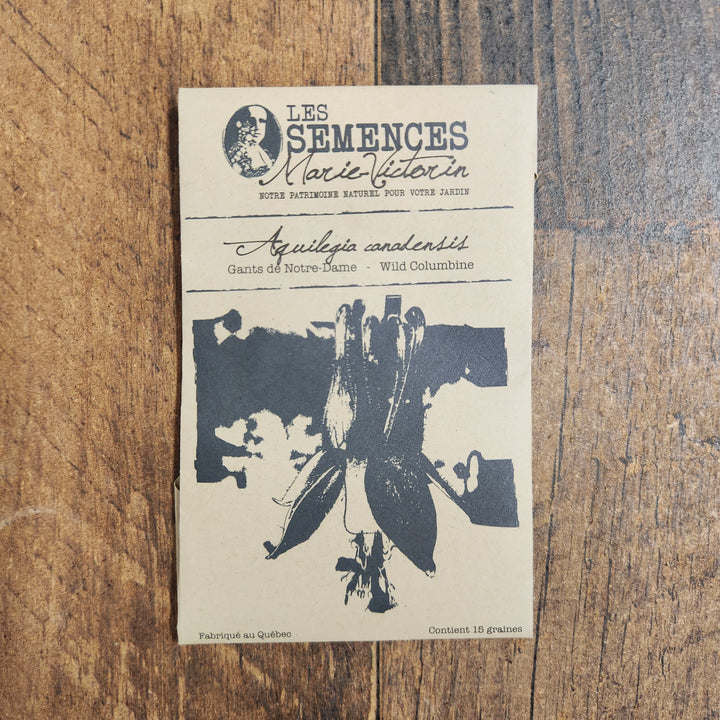 LES
SEMENCES
Marie-Victorin
NOTRE PATRIMOINE NATUREL POUR VOTRE JARDIN
Aquilegia canadensis
Gants de Notre-Dame - Wild Columbine
Fabriqué au Québec
Contient 15 graines